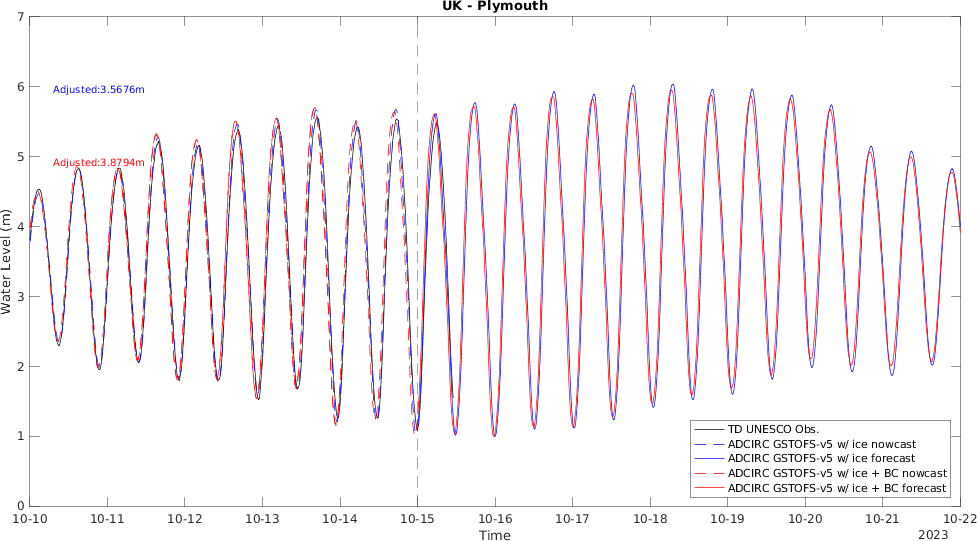 UK - Plymouth
7
6
5
4
3
2
1
0
Water Level (m)
Adjusted:3.5676m
Adjusted:3.8794m
TD UNESCO Obs.
ADCIRC GSTOFS-v5 w/ ice nowcast
ADCIRC GSTOFS-v5 w/ ice forecast
ADCIRC GSTOFS-v5 w/ ice + BC nowcast
ADCIRC GSTOFS-v5 w/ ice + BC forecast
10-10 10-11 10-12 10-13 10-14 10-15 10-16 10-17 10-18 10-19 10-20 10-21 10-22
Time
2023